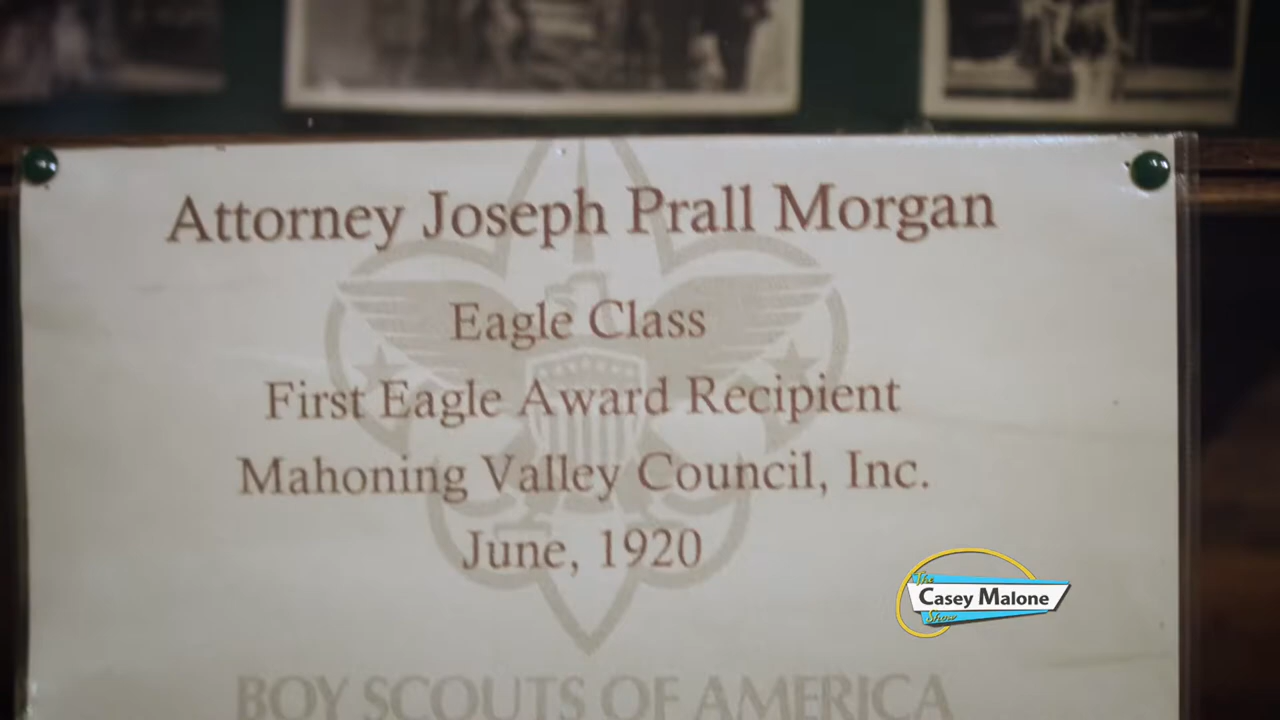 Attorney Joseph Prall Morgan
Eagle Class
First Eagle Award Recipient
Mahoning Valley Council, Inc.
June, 1920
The
Casey Malone
Show
BOY SCOUTS OF AMERICA